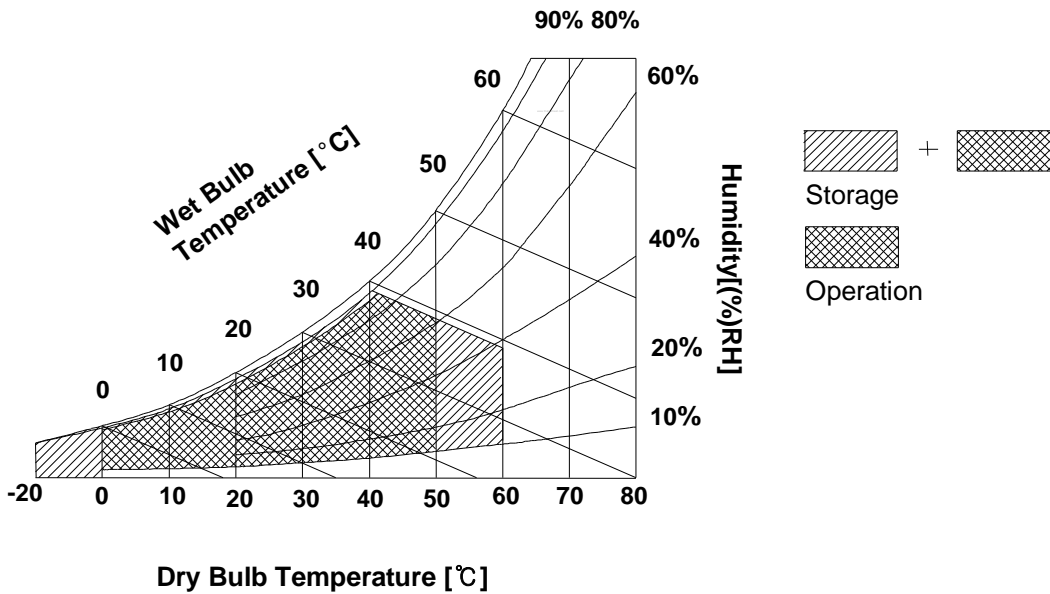 90% 80%
60
60%
Wet Bulb
Temperature [°C]
50
40
40%
30
20
10
0
20%
10%
Humidity[(%)RH]
-20 0 10 20 30 40 50 60 70 80
Dry Bulb Temperature [℃]
+
Storage
Operation